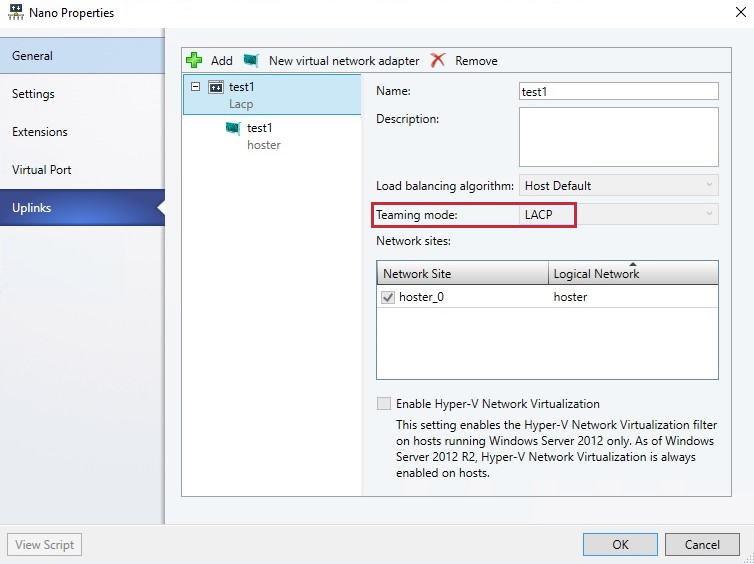 Nano Properties
General
Settings
Extensions
Virtual Port
Uplinks
Add New virtual network adapter Remove
test1
Lacp
test1
hoster
Name: test1
Description:
Load balancing algorithm: Host Default
Teaming mode: LACP
Network sites:
Network Site Logical Network
hoster_0 hoster
Enable Hyper-V Network Virtualization
This setting enables the Hyper-V Network Virtualization filter
on hosts running Windows Server 2012 only. As of Windows
Server 2012 R2, Hyper-V Network Virtualization is always
enabled on hosts.
View Script OK Cancel